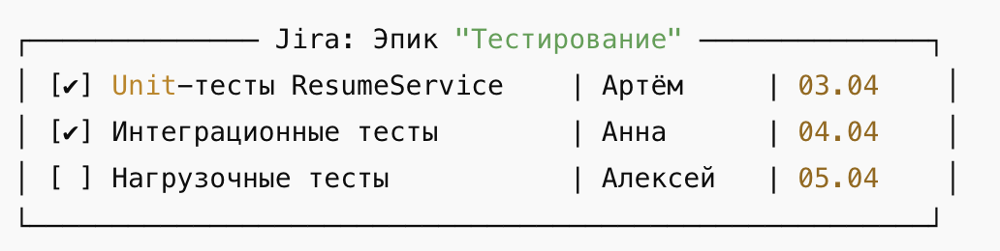 ┌─────────────── Jira: Эпик "Тестирование" ───────────────┐
│ [✔] Unit-тесты ResumeService    | Артём     | 03.04    │
│ [✔] Интеграционные тесты        | Анна      | 04.04    │
│ [ ] Нагрузочные тесты           | Алексей   | 05.04    │
└────────────────────────────────────────────────────────┘